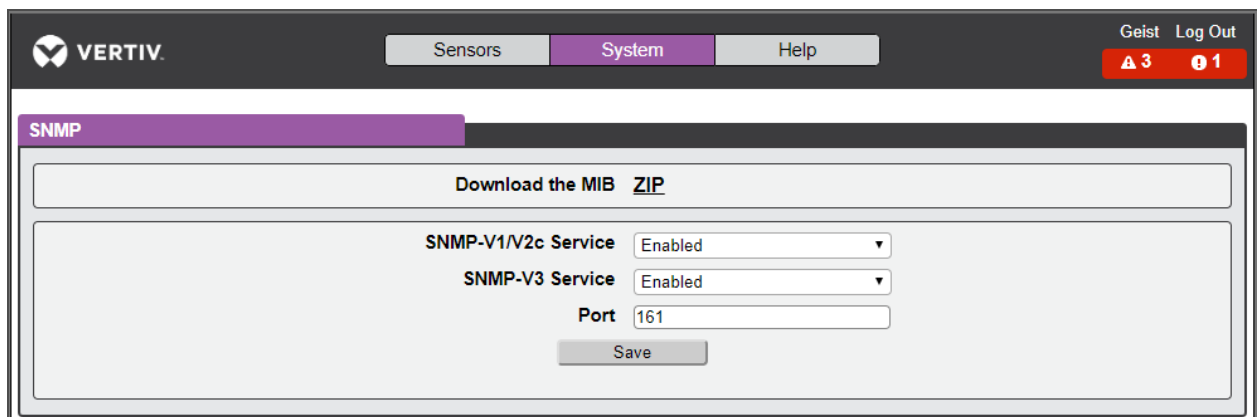 Geist Log Out
VERTIV.
Sensors System Help
3 1
SNMP
Download the MIB ZIP
SNMP-V1/V2c Service Enabled
SNMP-V3 Service Enabled
Port 161
Save